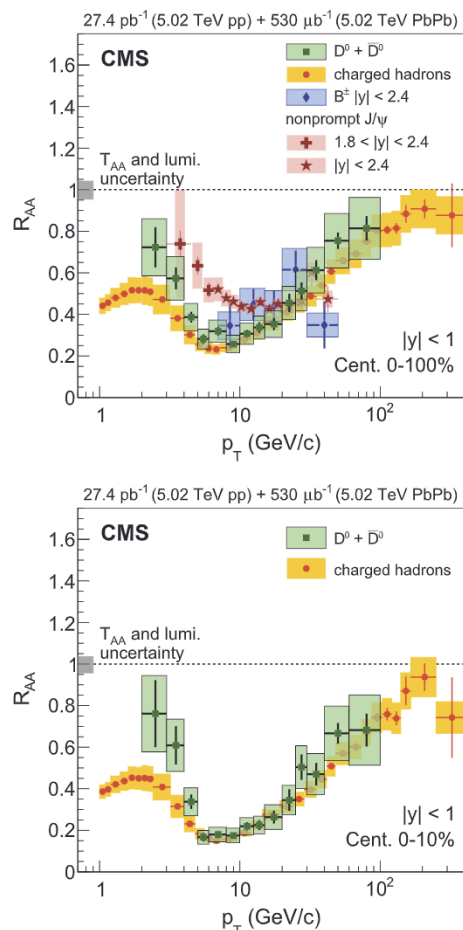 27.4 pb⁻¹ (5.02 TeV pp) + 530 μb⁻¹ (5.02 TeV PbPb)
CMS
D⁰ + D̅⁰
charged hadrons
B± |y| < 2.4
nonprompt J/ψ
1.8 < |y| < 2.4
|y| < 2.4
T_AA and lumi.
uncertainty
R_AA
1.6
1.4
1.2
1
0.8
0.6
0.4
0.2
0
|y| < 1
Cent. 0-100%
1
10
10²
p_T (GeV/c)
27.4 pb⁻¹ (5.02 TeV pp) + 530 μb⁻¹ (5.02 TeV PbPb)
CMS
D⁰ + D̅⁰
charged hadrons
T_AA and lumi.
uncertainty
R_AA
1.6
1.4
1.2
1
0.8
0.6
0.4
0.2
0
|y| < 1
Cent. 0-10%
1
10
10²
p_T (GeV/c)